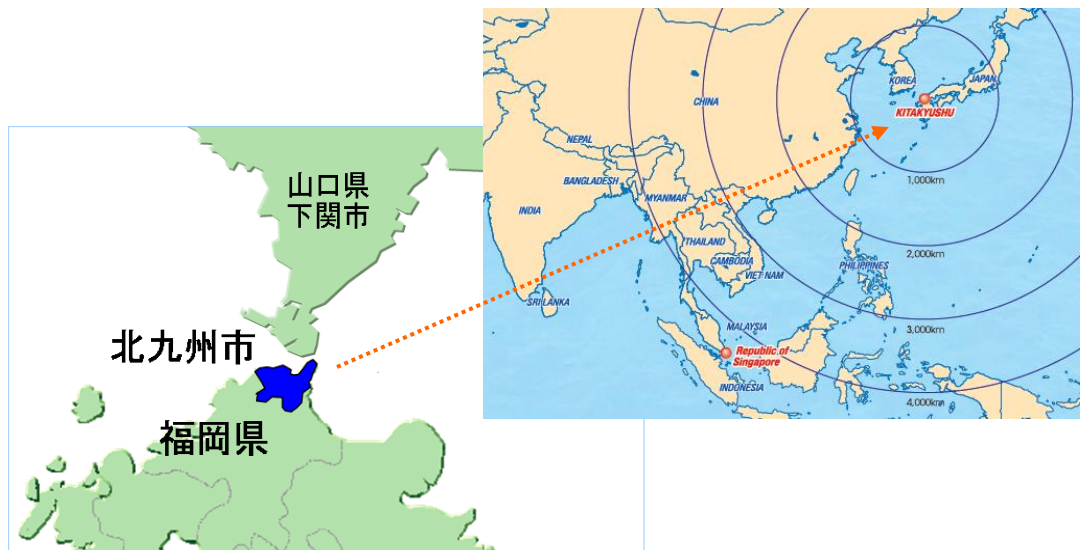 山口県
下関市
北九州市
福岡県
KOREA
JAPAN
KITAKYUSHU
CHINA
NEPAL
BANGLADESH
INDIA
MYANMAR
THAILAND
CAMBODIA
VIET NAM
PHILIPPINES
SRI LANKA
MALAYSIA
Republic of
Singapore
INDONESIA
1,000km
2,000km
3,000km
4,000km